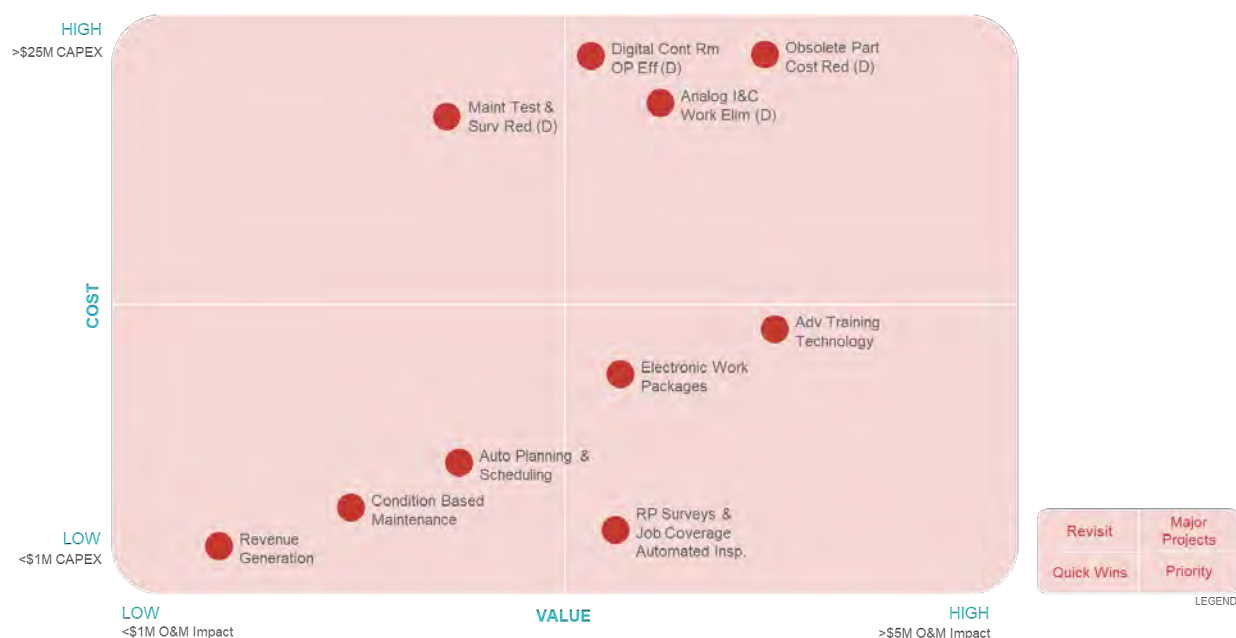 HIGH
>$25M CAPEX
Digital Cont Rm
OP Eff (D)
Obsolete Part
Cost Red (D)
Analog I&C
Work Elim (D)
Maint Test &
Surv Red (D)
COST
Adv Training
Technology
Electronic Work
Packages
Auto Planning &
Scheduling
Condition Based
Maintenance
RP Surveys &
Job Coverage
Automated Insp.
Revenue
Generation
LOW
<$1M CAPEX
LOW
<$1M O&M Impact
VALUE
HIGH
>$5M O&M Impact
Revisit
Major
Projects
Quick Wins
Priority
LEGEND